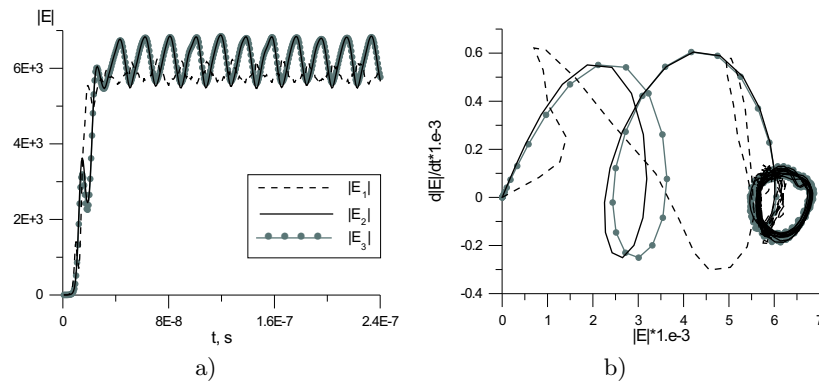 |E|
6E+3
4E+3
2E+3
0
0
8E-8
1.6E-7
2.4E-7
t, s
|E₁|
|E₂|
|E₃|
a)
d|E|/dt*1.e-3
0.6
0.4
0.2
0
-0.2
-0.4
0
1
2
3
4
5
6
7
|E|*1.e-3
b)